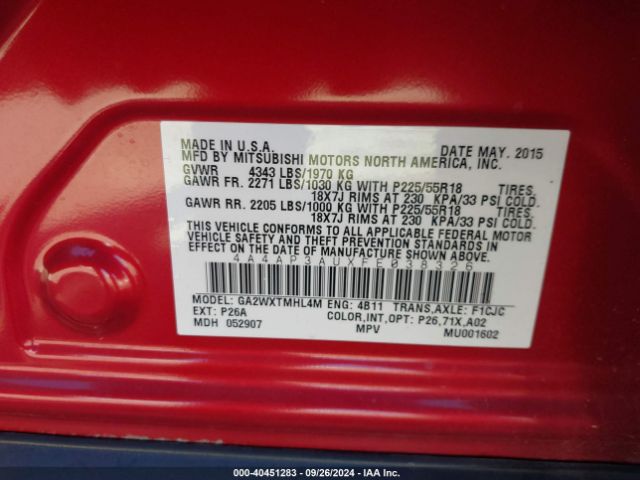 MADE IN U.S.A. DATE MAY. 2015
MFD BY MITSUBISHI MOTORS NORTH AMERICA, INC.
GVWR 4343 LBS/1970 KG
GAWR FR. 2271 LBS/1030 KG WITH P225/55R18 TIRES.
18X7J RIMS AT 230 KPA/33 PSI COLD.
GAWR RR. 2205 LBS/1000 KG WITH P225/55R18 TIRES.
18X7J RIMS AT 230 KPA/33 PSI COLD.
THIS VEHICLE CONFORMS TO ALL APPLICABLE FEDERAL MOTOR
VEHICLE SAFETY AND THEFT PREVENTION STANDARDS IN
EFFECT ON THE DATE OF MANUFACTURE SHOWN ABOVE.
4A4AP3AUXFE038326
MODEL: GA2WXTMHL4M ENG: 4B11 TRANS,AXLE: F1CJC
EXT: P26A COLOR,INT,OPT: P26,71X,A02
MDH 052907 MPV MU001602
000-40451283 - 09/26/2024 - IAA Inc.